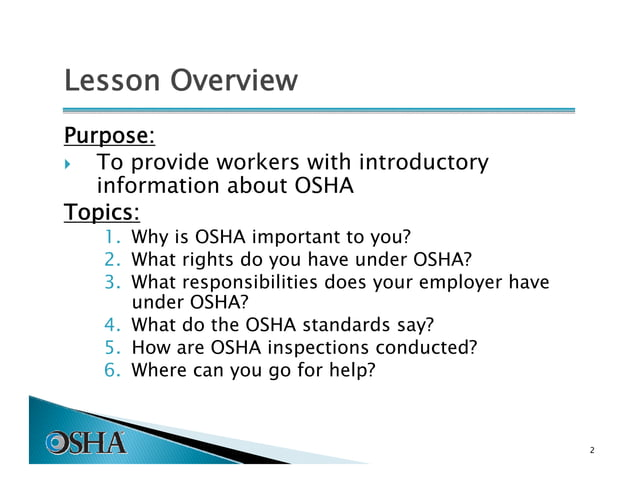 Lesson Overview
Purpose:
To provide workers with introductory
information about OSHA
Topics:
1. Why is OSHA important to you?
2. What rights do you have under OSHA?
3. What responsibilities does your employer have
under OSHA?
4. What do the OSHA standards say?
5. How are OSHA inspections conducted?
6. Where can you go for help?
OSHA
2